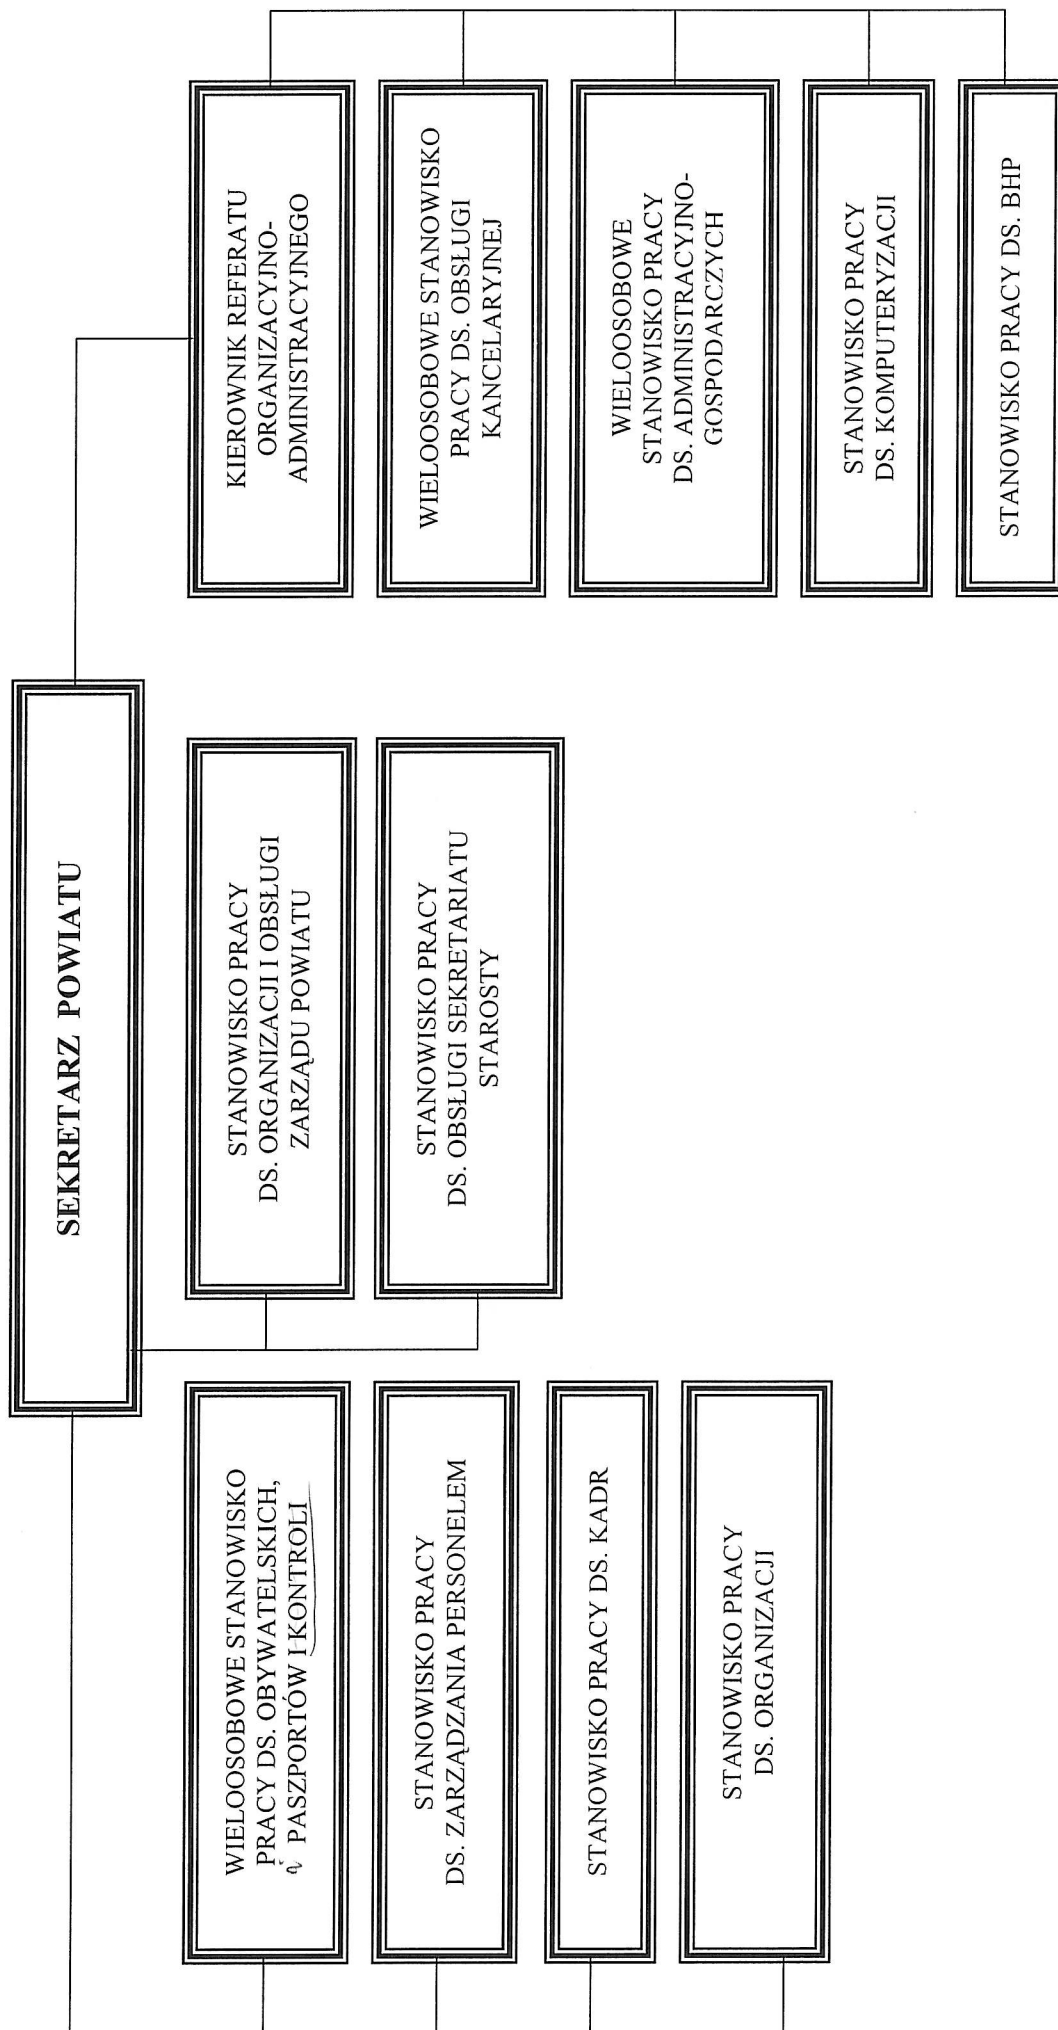 SEKRETARZ POWIATU
WIELOOSOBOWE STANOWISKO
PRACY DS. OBYWATELSKICH,
i PASZPORTÓW I KONTROLI
STANOWISKO PRACY
DS. ZARZĄDZANIA PERSONELEM
STANOWISKO PRACY DS. KADR
STANOWISKO PRACY
DS. ORGANIZACJI
STANOWISKO PRACY
DS. ORGANIZACJI I OBSŁUGI
ZARZĄDU POWIATU
STANOWISKO PRACY
DS. OBSŁUGI SEKRETARIATU
STAROSTY
KIEROWNIK REFERATU
ORGANIZACYJNO-
ADMINISTRACYJNEGO
WIELOOSOBOWE STANOWISKO
PRACY DS. OBSŁUGI
KANCELARYJNEJ
WIELOOSOBOWE
STANOWISKO PRACY
DS. ADMINISTRACYJNO-
GOSPODARCZYCH
STANOWISKO PRACY
DS. KOMPUTERYZACJI
STANOWISKO PRACY DS. BHP